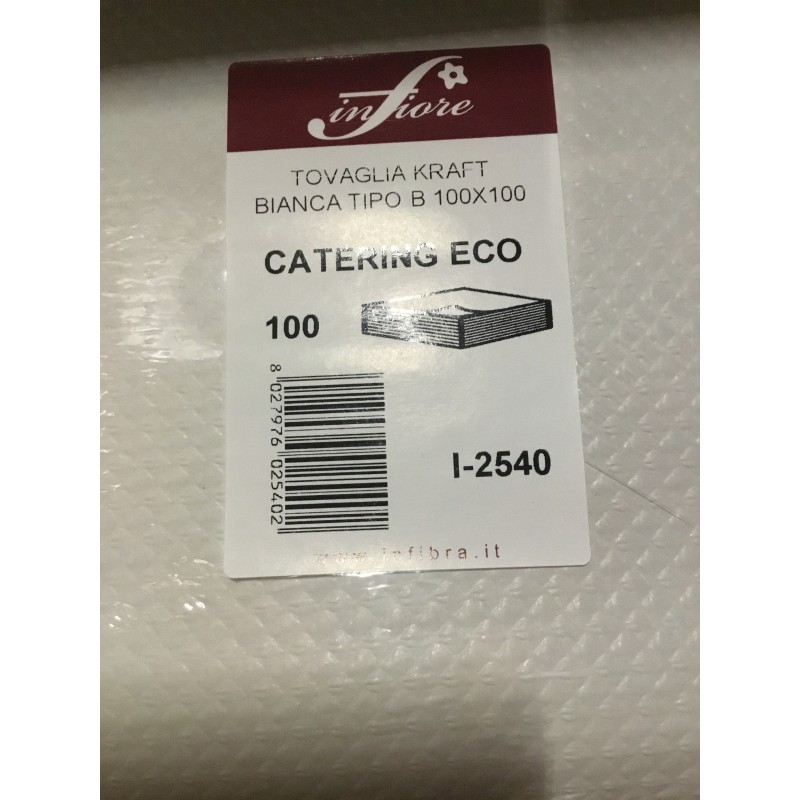 infiore
TOVAGLIA KRAFT
BIANCA TIPO B 100X100
CATERING ECO
100
8 027976 025402
I-2540
www.infibra.it